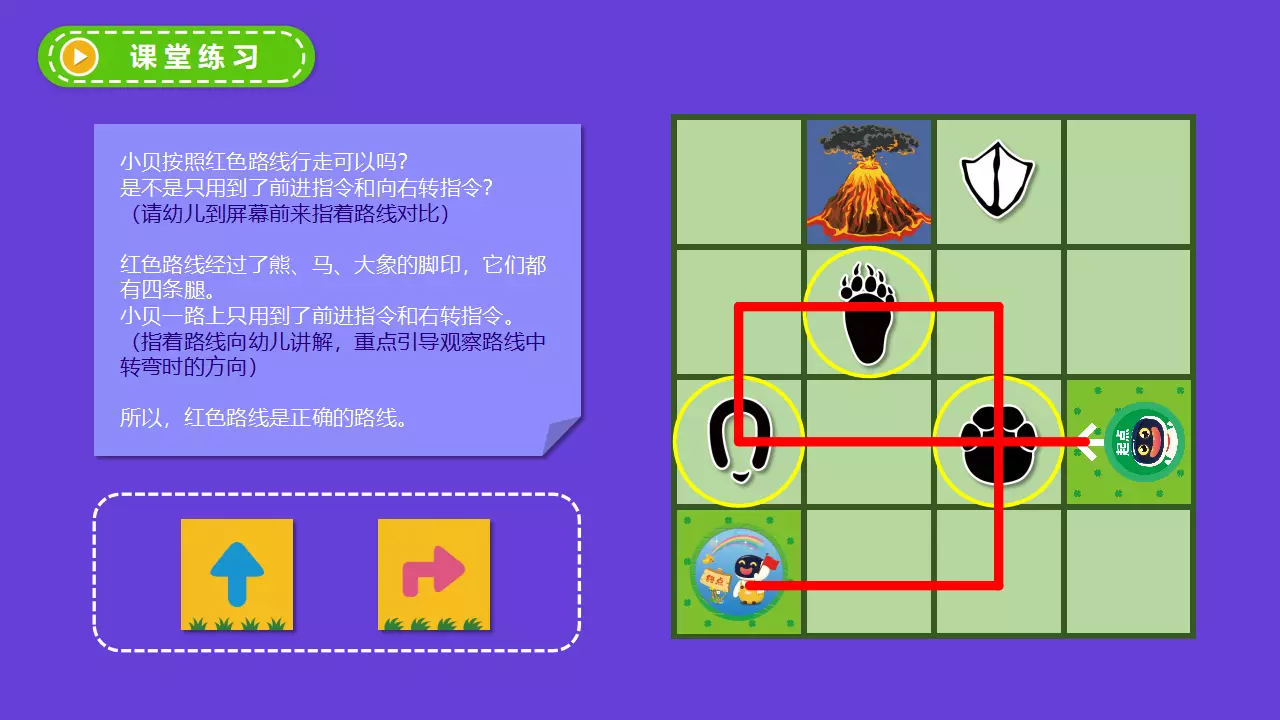 课堂练习
小贝按照红色路线行走可以吗?
是不是只用到了前进指令和向右转指令?
（请幼儿到屏幕前来指着路线对比）
红色路线经过了熊、马、大象的脚印，它们都
有四条腿。
小贝一路上只用到了前进指令和右转指令。
（指着路线向幼儿讲解，重点引导观察路线中
转弯时的方向）
所以，红色路线是正确的路线。
起点
终点